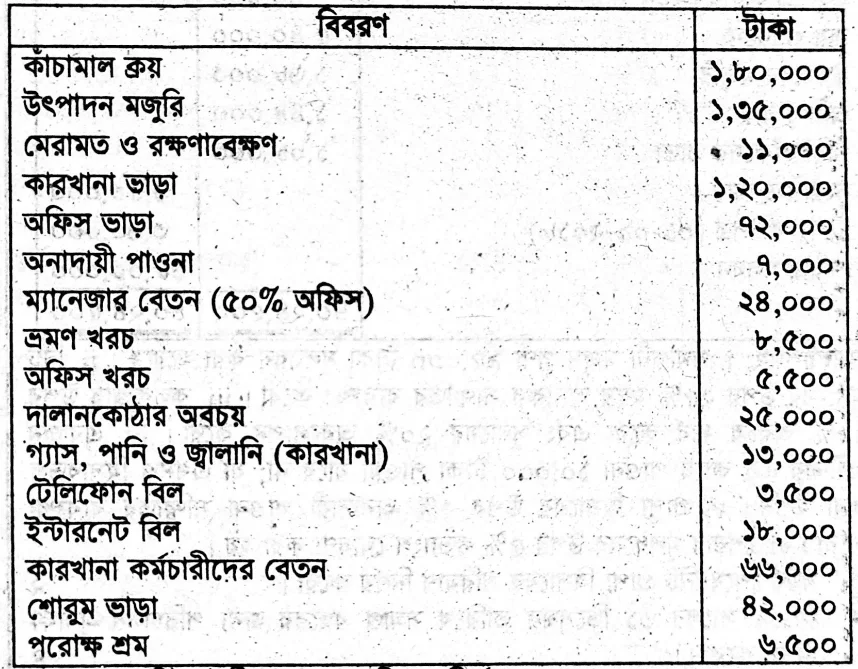 বিবরণ টাকা
কাঁচামাল ক্রয় ১,৮০,০০০
উৎপাদন মজুরি ১,৩৫,০০০
মেরামত ও রক্ষণাবেক্ষণ ১১,০০০
কারখানা ভাড়া ১,২০,০০০
অফিস ভাড়া ৭২,০০০
অনাদায়ী পাওনা ৭,০০০
ম্যানেজার বেতন (৫০% অফিস) ২৪,০০০
ভ্রমণ খরচ ৮,৫০০
অফিস খরচ ৫,৫০০
দালানকোঠার অবচয় ২৫,০০০
গ্যাস, পানি ও জ্বালানি (কারখানা) ১৩,০০০
টেলিফোন বিল ৩,৫০০
ইন্টারনেট বিল ১৮,০০০
কারখানা কর্মচারীদের বেতন ৬৬,০০০
শোরুম ভাড়া ৪২,০০০
পরোক্ষ শ্রম ৬,৫০০